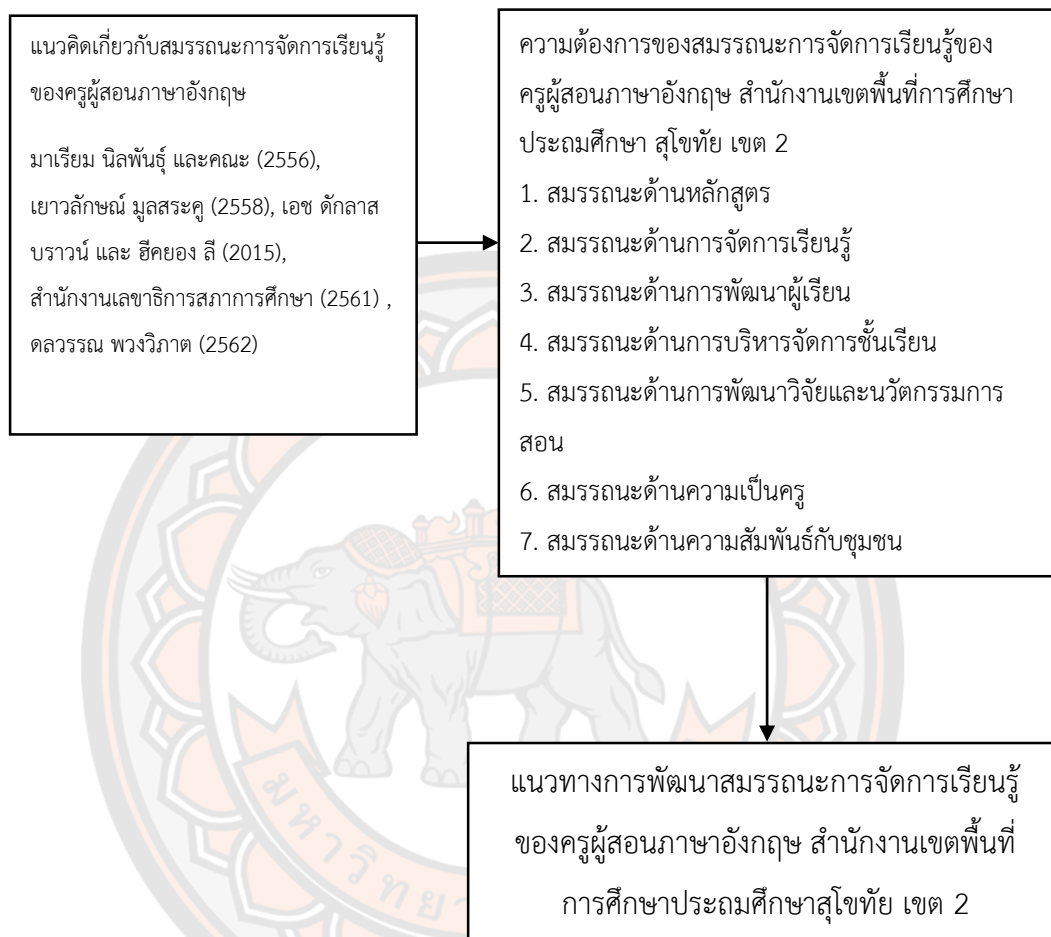 แนวคิดเกี่ยวกับสมรรถนะการจัดการเรียนรู้
ของครูผู้สอนภาษาอังกฤษ
มาเรียม นิลพันธุ์ และคณะ (2556),
เยาวลักษณ์ มูลสระคู (2558), เอช ดักลาส
บราวน์ และ ฮีคยอง ลี (2015),
สำนักงานเลขาธิการสภาการศึกษา (2561) ,
ดลวรรณ พวงวิภาต (2562)
ความต้องการของสมรรถนะการจัดการเรียนรู้ของ
ครูผู้สอนภาษาอังกฤษ สำนักงานเขตพื้นที่การศึกษา
ประถมศึกษา สุโขทัย เขต 2
1. สมรรถนะด้านหลักสูตร
2. สมรรถนะด้านการจัดการเรียนรู้
3. สมรรถนะด้านการพัฒนาผู้เรียน
4. สมรรถนะด้านการบริหารจัดการชั้นเรียน
5. สมรรถนะด้านการพัฒนาวิจัยและนวัตกรรมการ
สอน
6. สมรรถนะด้านความเป็นครู
7. สมรรถนะด้านความสัมพันธ์กับชุมชน
แนวทางการพัฒนาสมรรถนะการจัดการเรียนรู้
ของครูผู้สอนภาษาอังกฤษ สำนักงานเขตพื้นที่
การศึกษาประถมศึกษาสุโขทัย เขต 2
มหาวิทยา